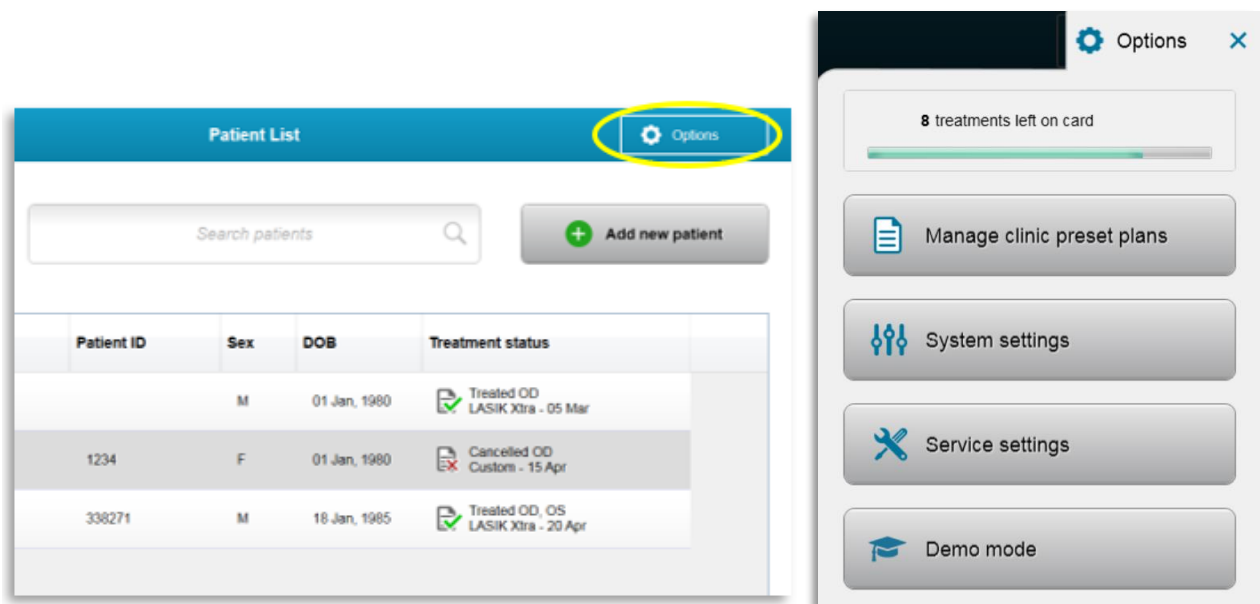 Patient List
Options
Search patients
Add new patient
Patient ID Sex DOB Treatment status
M 01 Jan, 1980 Treated OD
LASIK Xtra - 05 Mar
1234 F 01 Jan, 1980 Cancelled OD
Custom - 15 Apr
338271 M 18 Jan, 1985 Treated OD, OS
LASIK Xtra - 20 Apr
Options
8 treatments left on card
Manage clinic preset plans
System settings
Service settings
Demo mode